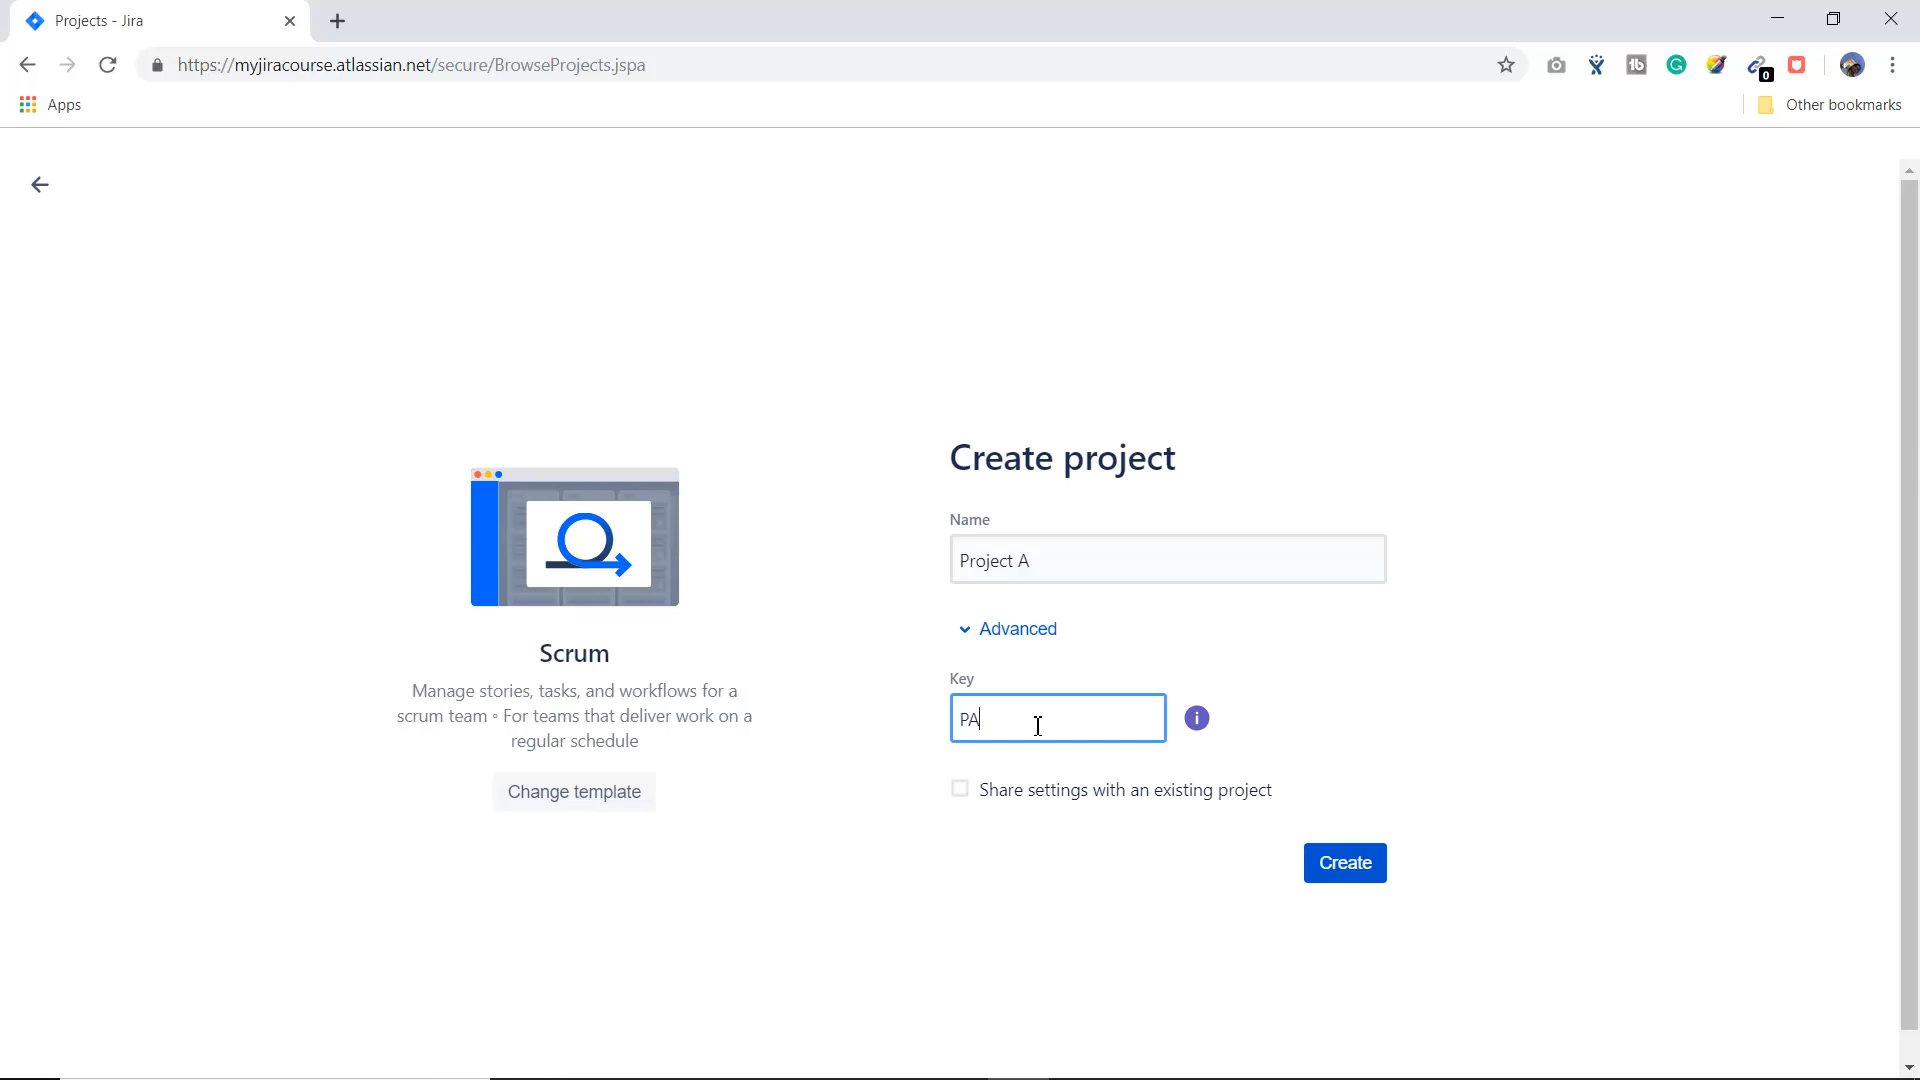 Projects - Jira
https://myjiracourse.atlassian.net/secure/BrowseProjects.jspa
1b
G
0
Apps
Other bookmarks
Create project
Name
Project A
Advanced
Scrum
Key
Manage stories, tasks, and workflows for a
scrum team • For teams that deliver work on a
regular schedule
PA
i
Change template
Share settings with an existing project
Create